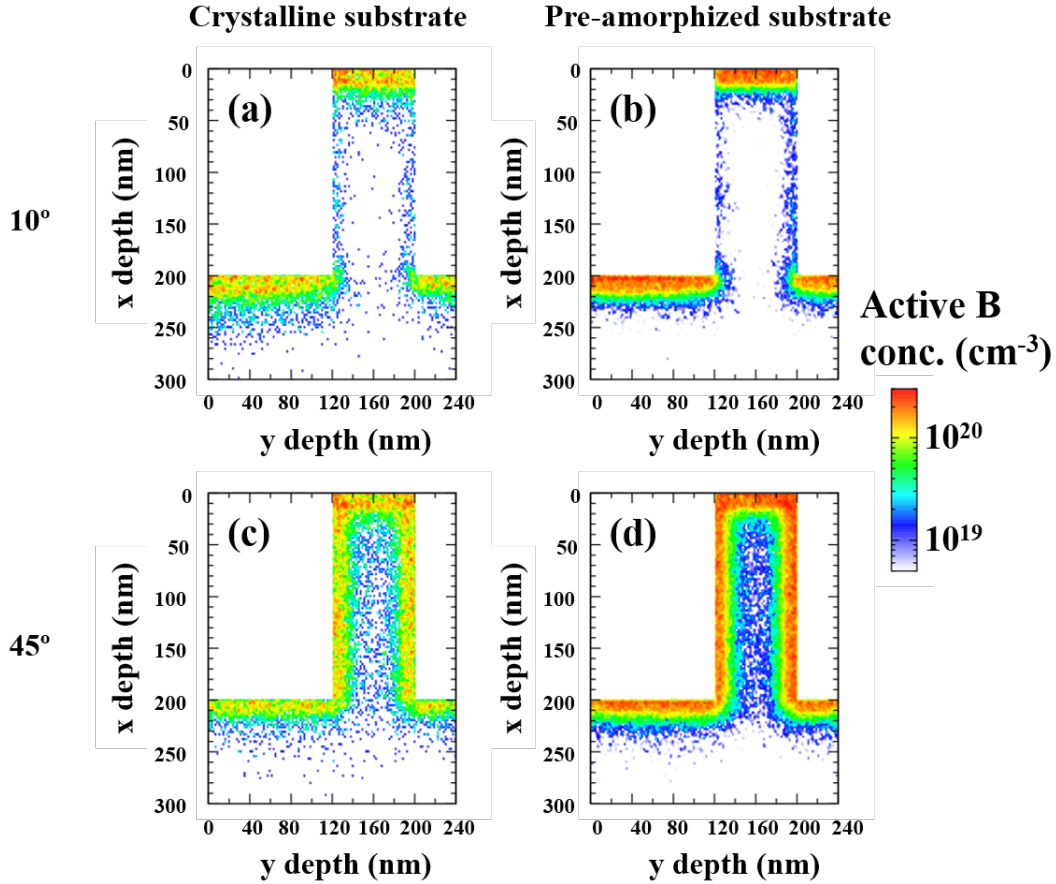 Crystalline substrate
Pre-amorphized substrate
10º
x depth (nm)
0
50
100
150
200
250
300
(a)
0 40 80 120 160 200 240
y depth (nm)
x depth (nm)
0
50
100
150
200
250
300
(b)
0 40 80 120 160 200 240
y depth (nm)
Active B
conc. (cm-3)
10²⁰
10¹⁹
45º
x depth (nm)
0
50
100
150
200
250
300
(c)
0 40 80 120 160 200 240
y depth (nm)
x depth (nm)
0
50
100
150
200
250
300
(d)
0 40 80 120 160 200 240
y depth (nm)